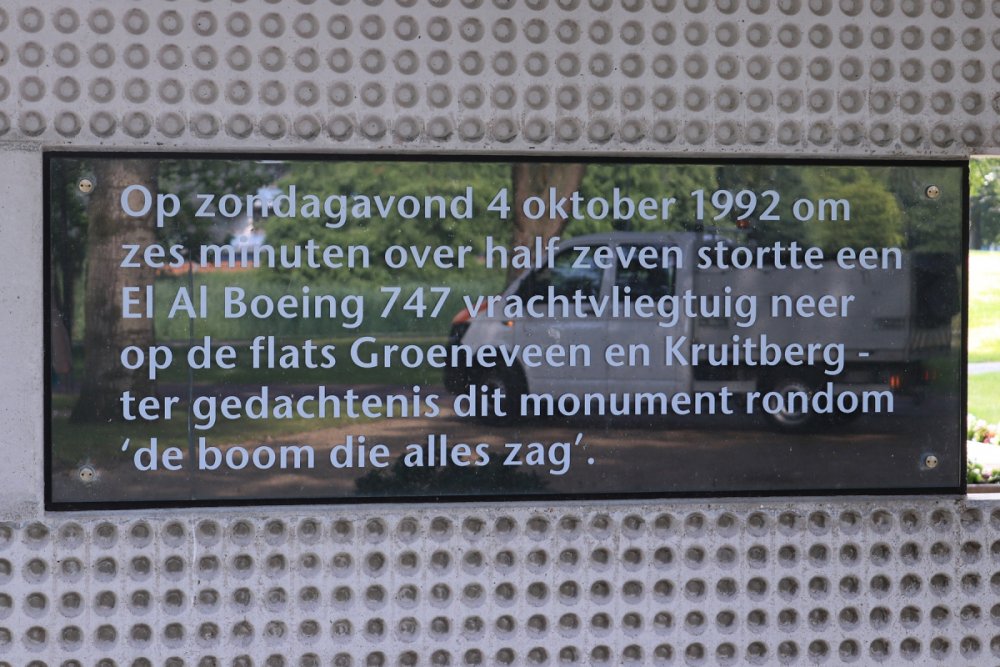 Op zondagavond 4 oktober 1992 om
zes minuten over half zeven stortte een
El Al Boeing 747 vrachtvliegtuig neer
op de flats Groeneveen en Kruitberg -
ter gedachtenis dit monument rondom
‘de boom die alles zag’.